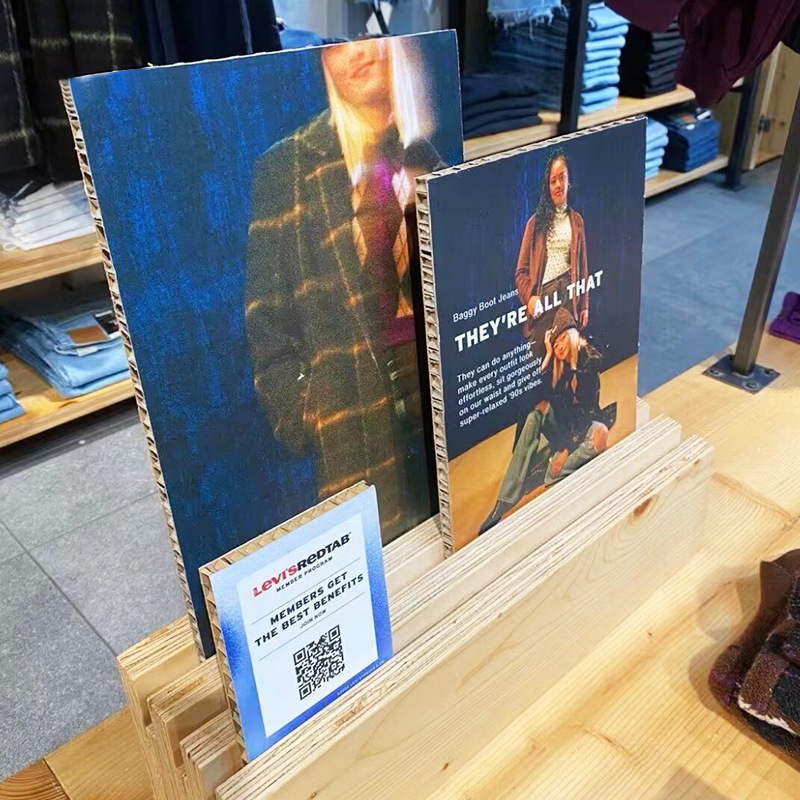 Baggy Boot Jeans
THEY'RE ALL THAT
They can do anything—
make every outfit look
effortless, sit gorgeously
on our waist and give off
super-relaxed '90s vibes.
LEVI'S REDTAB
MEMBER PROGRAM
MEMBERS GET
THE BEST BENEFITS
JOIN NOW